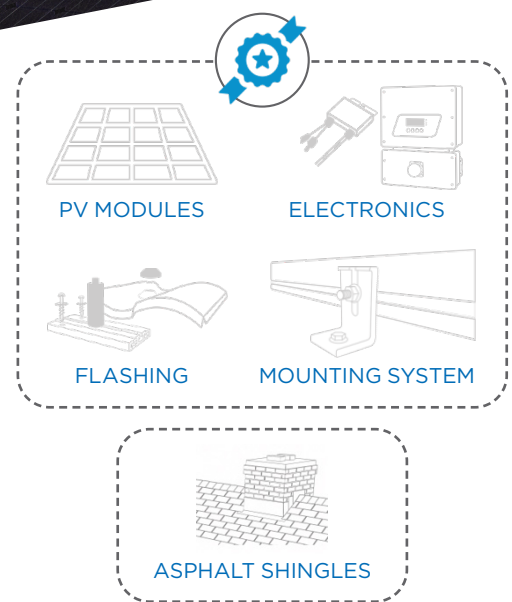 PV MODULES
ELECTRONICS
FLASHING
MOUNTING SYSTEM
ASPHALT SHINGLES